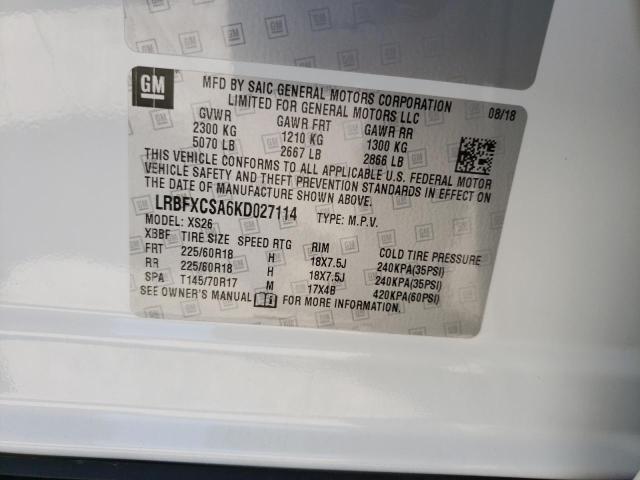 GM
MFD BY SAIC GENERAL MOTORS CORPORATION
LIMITED FOR GENERAL MOTORS LLC 08/18
GVWR GAWR FRT GAWR RR
2300 KG 1210 KG 1300 KG
5070 LB 2667 LB 2866 LB
THIS VEHICLE CONFORMS TO ALL APPLICABLE U.S. FEDERAL MOTOR
VEHICLE SAFETY AND THEFT PREVENTION STANDARDS IN EFFECT ON
THE DATE OF MANUFACTURE SHOWN ABOVE.
LRBFXCSA6KD027114 TYPE: M.P.V.
MODEL: XS26
XBBF TIRE SIZE SPEED RTG RIM COLD TIRE PRESSURE
FRT 225/60R18 H 18X7.5J 240KPA(35PSI)
RR 225/60R18 H 18X7.5J 240KPA(35PSI)
SPA T145/70R17 M 17X4B 420KPA(60PSI)
SEE OWNER'S MANUAL FOR MORE INFORMATION.